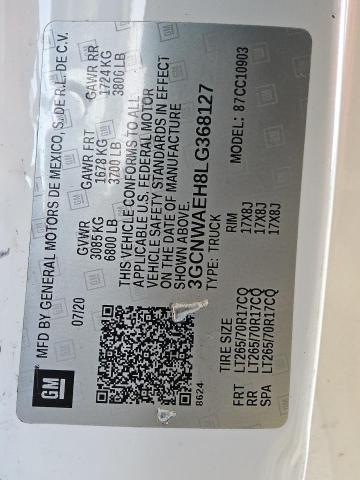 GM
MFD BY GENERAL MOTORS DE MEXICO, S. DE R.L. DE C.V.
07/20
GVWR GAWR FRT GAWR RR
3085 KG 1678 KG 1724 KG
6800 LB 3700 LB 3800 LB
THIS VEHICLE CONFORMS TO ALL
APPLICABLE U.S. FEDERAL MOTOR
VEHICLE SAFETY STANDARDS IN EFFECT
ON THE DATE OF MANUFACTURE
SHOWN ABOVE.
3GCNWAEH8LG368127
TYPE: TRUCK MODEL: 87CC10903
8624
TIRE SIZE RIM
FRT LT265/70R17CQ 17X8J
RR LT265/70R17CQ 17X8J
SPA LT265/70R17CQ 17X8J